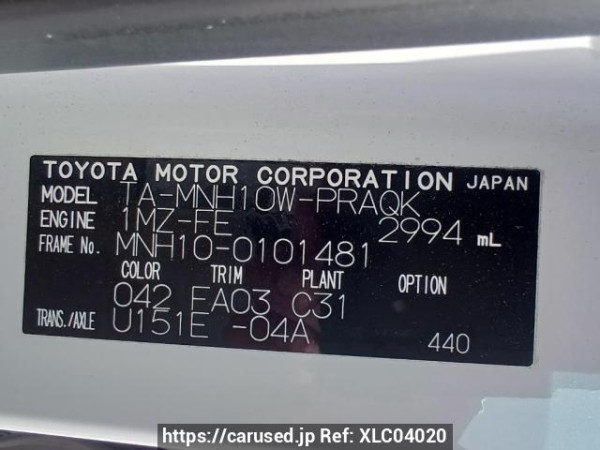 TOYOTA MOTOR CORPORATION JAPAN
MODEL TA-MNH10W-PRAQK
ENGINE 1MZ-FE 2994 mL
FRAME No. MNH10-0101481
COLOR TRIM PLANT OPTION
042 FA03 C31
TRANS./AXLE U151E -04A 440
https://carused.jp Ref: XLC04020